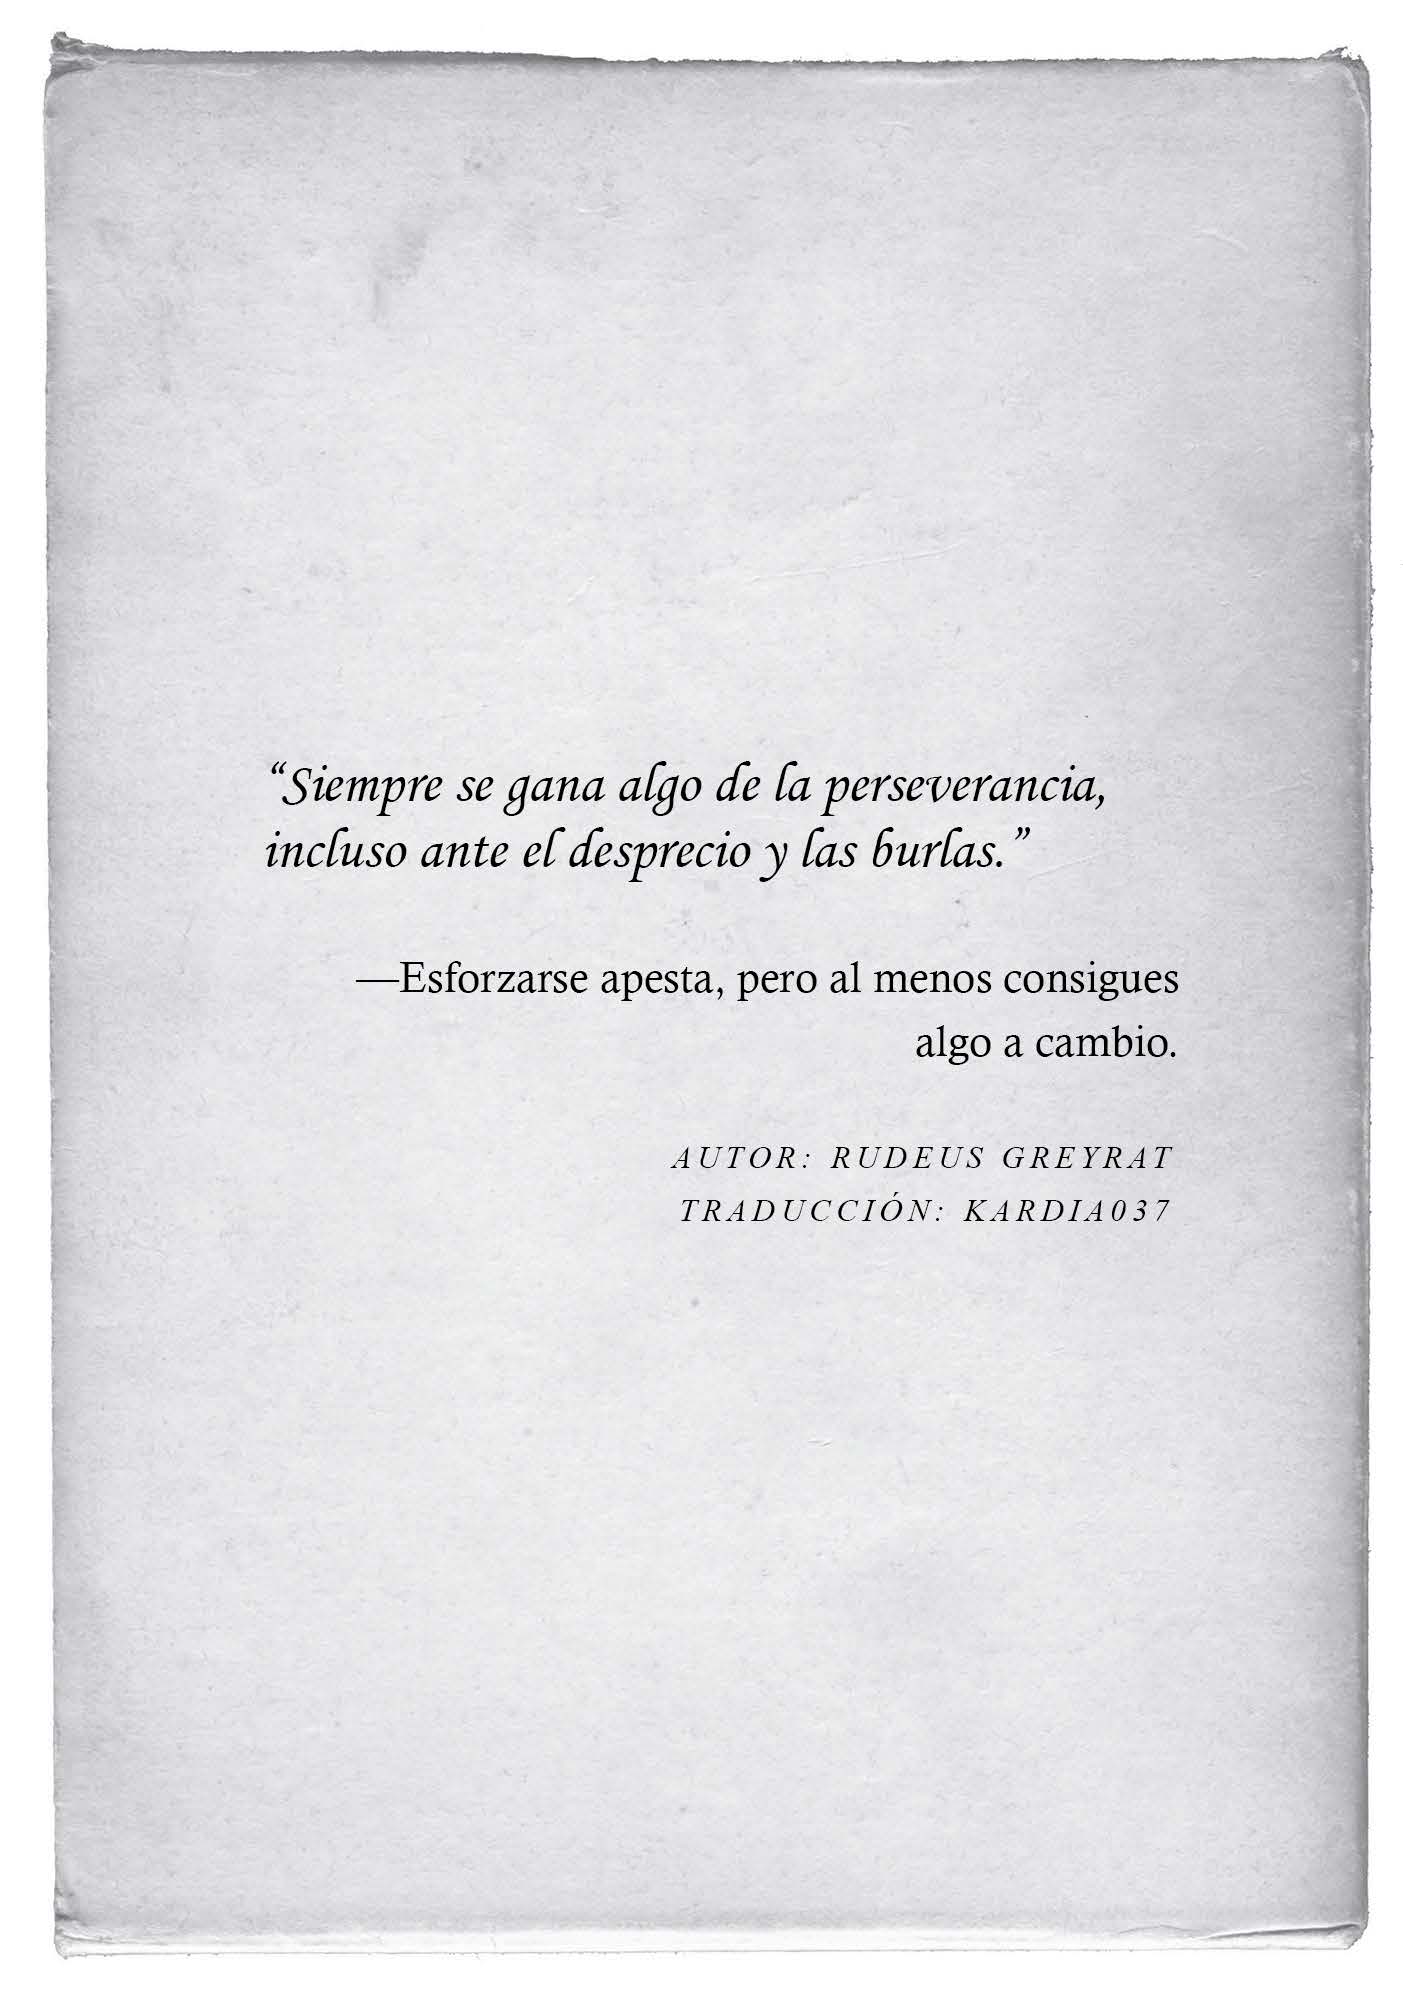 “Siempre se gana algo de la perseverancia,
incluso ante el desprecio y las burlas.”
—Esforzarse apesta, pero al menos consigues
algo a cambio.
AUTOR: RUDEUS GREYRAT
TRADUCCIÓN: KARDIA037